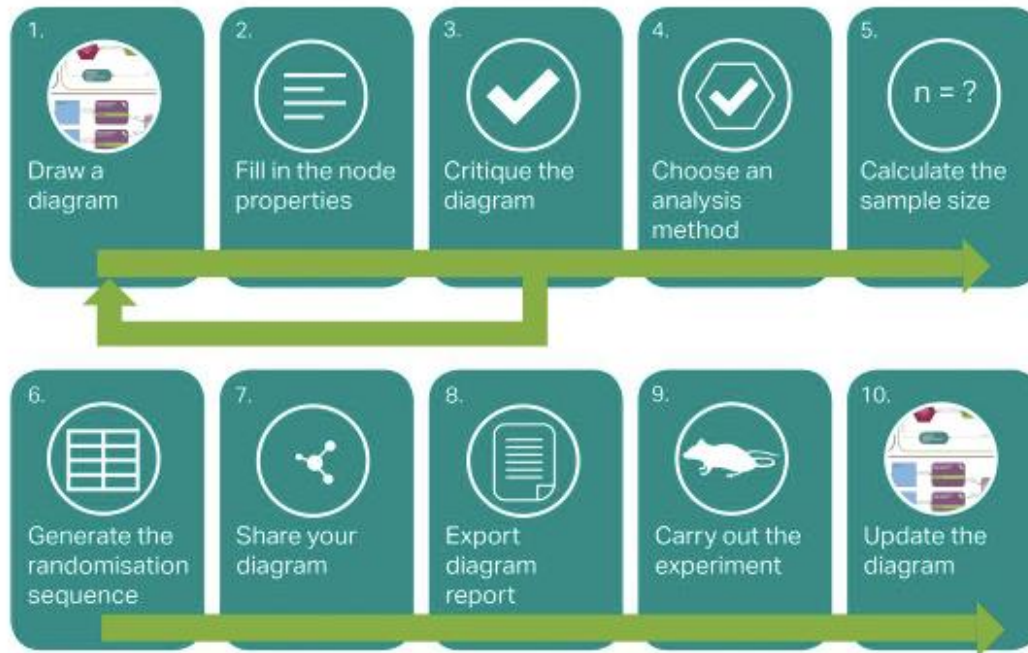 1.
Draw a
diagram
2.
Fill in the node
properties
3.
Critique the
diagram
4.
Choose an
analysis
method
5.
n = ?
Calculate the
sample size
6.
Generate the
randomisation
sequence
7.
Share your
diagram
8.
Export
diagram
report
9.
Carry out the
experiment
10.
Update the
diagram